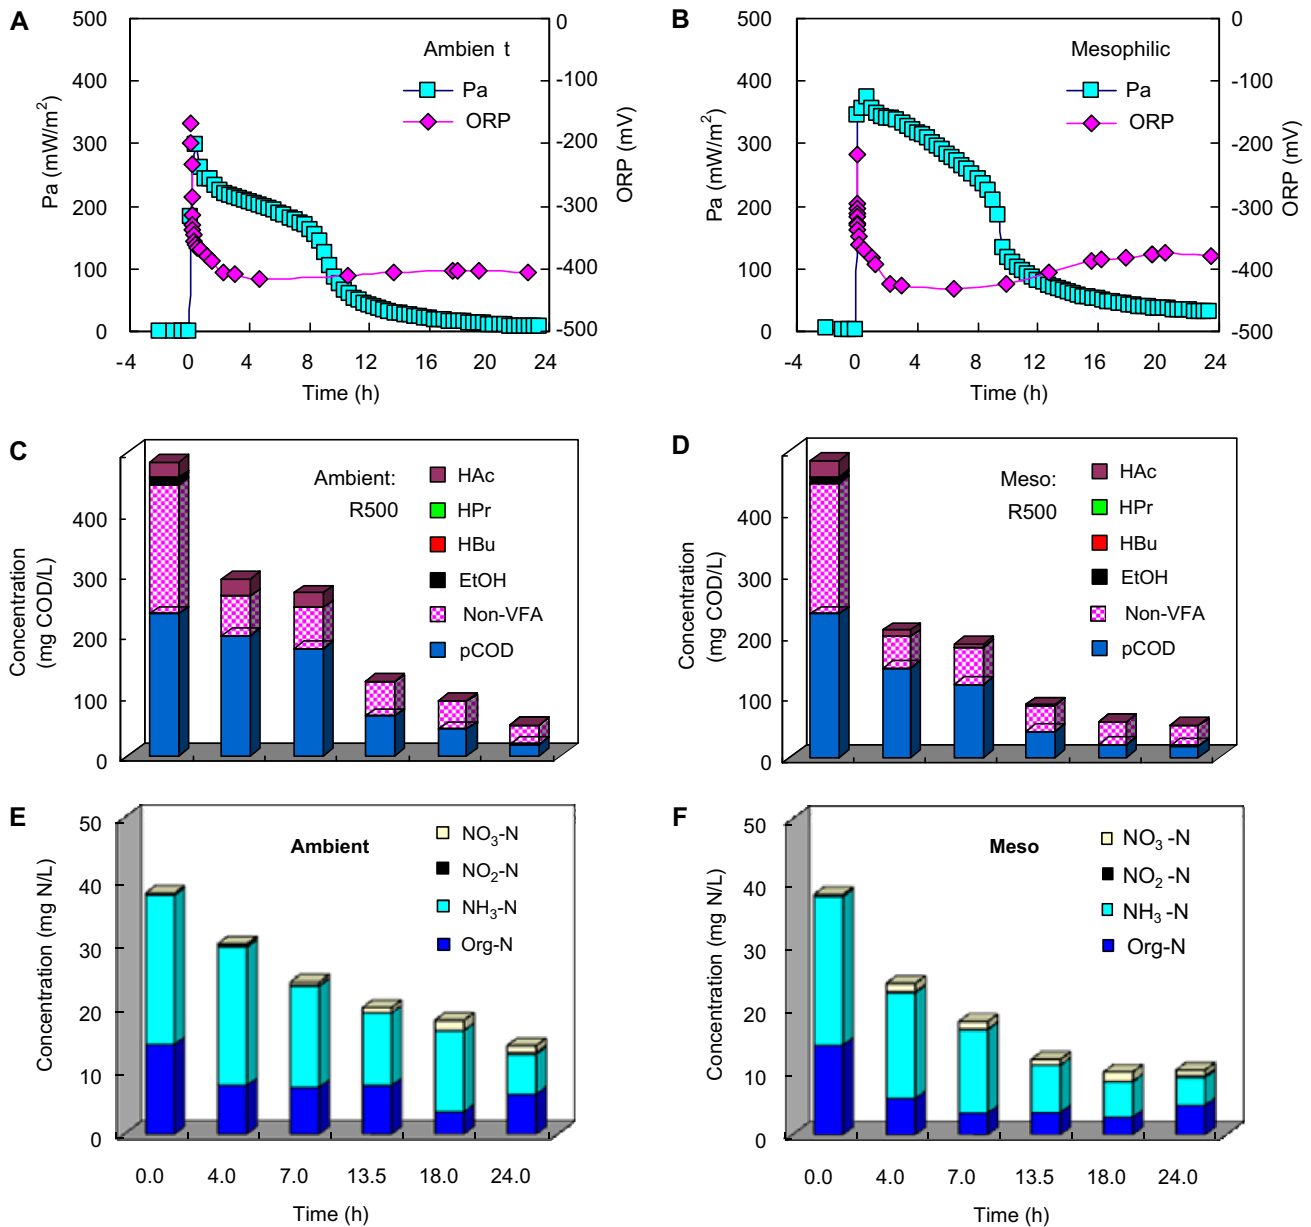 A
500
400
300
200
100
0
Pa (mW/m²)
0
-100
-200
-300
-400
-500
ORP (mV)
Ambien t
Pa
ORP
-4 0 4 8 12 16 20 24
Time (h)
B
500
400
300
200
100
0
Pa (mW/m²)
0
-100
-200
-300
-400
-500
ORP (mV)
Mesophilic
Pa
ORP
-4 0 4 8 12 16 20 24
Time (h)
C
Concentration
(mg COD/L)
400
300
200
100
0
Ambient:
R500
HAc
HPr
HBu
EtOH
Non-VFA
pCOD
D
Concentration
(mg COD/L)
400
300
200
100
0
Meso:
R500
HAc
HPr
HBu
EtOH
Non-VFA
pCOD
E
Concentration (mg N/L)
50
40
30
20
10
0
Ambient
NO₃-N
NO₂-N
NH₃-N
Org-N
0.0 4.0 7.0 13.5 18.0 24.0
Time (h)
F
Concentration (mg N/L)
50
40
30
20
10
0
Meso
NO₃ -N
NO₂ -N
NH₃ -N
Org-N
0.0 4.0 7.0 13.5 18.0 24.0
Time (h)